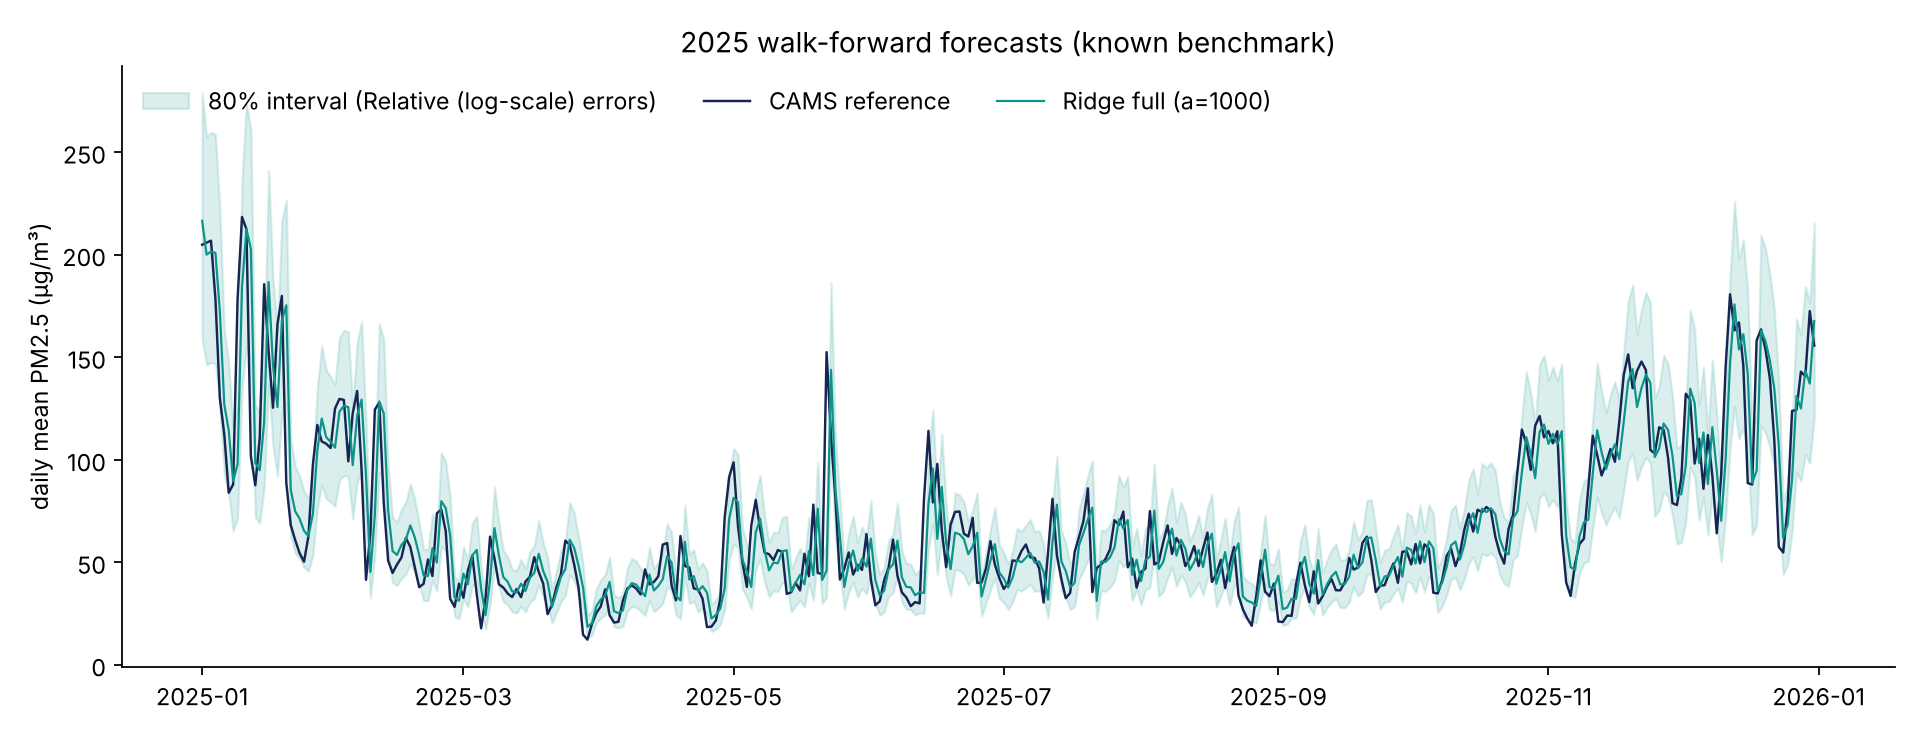 2025 walk-forward forecasts (known benchmark)
80% interval (Relative (log-scale) errors)
CAMS reference
Ridge full (a=1000)
daily mean PM2.5 (µg/m³)
250
200
150
100
50
0
2025-01
2025-03
2025-05
2025-07
2025-09
2025-11
2026-01